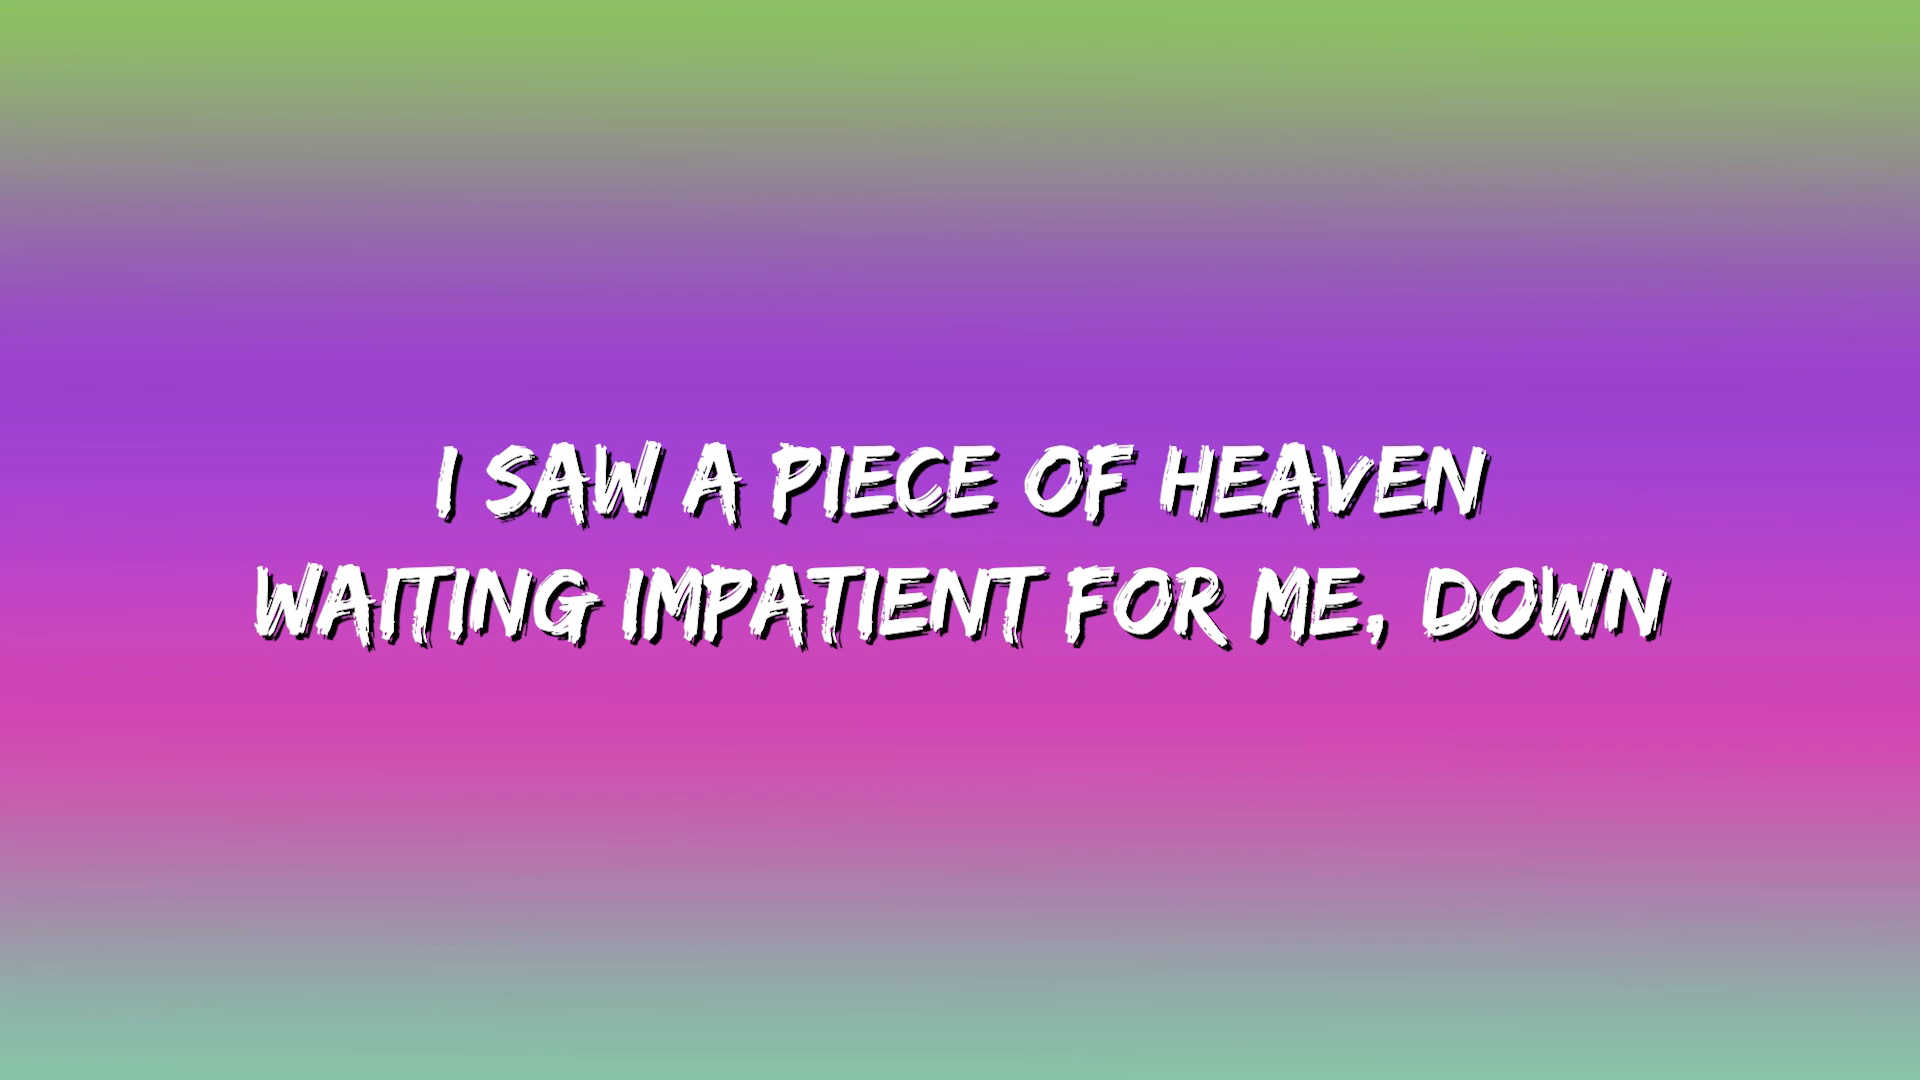 I SAW A PIECE OF HEAVEN
WAITING IMPATIENT FOR ME, DOWN